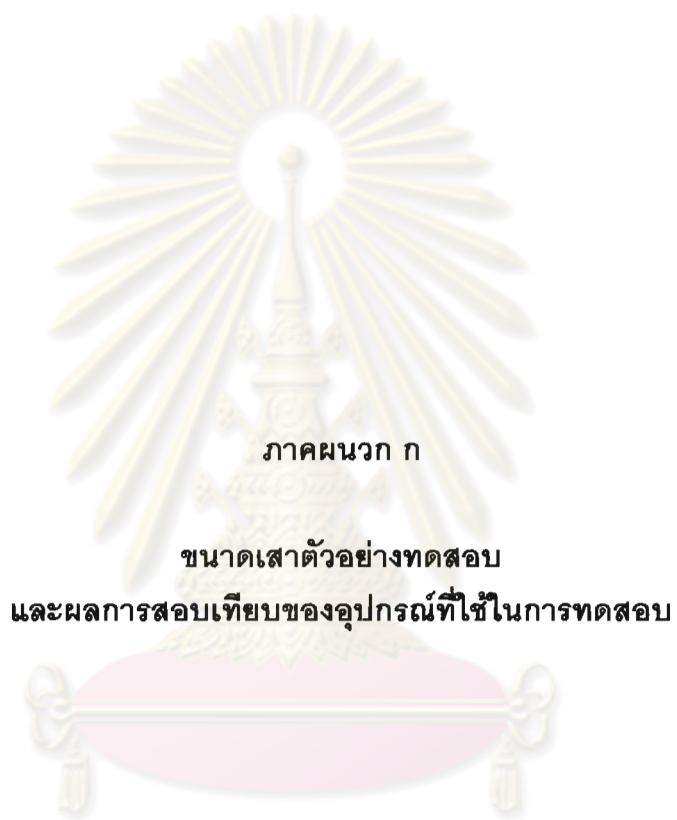 ภาคผนวก ก
ขนาดเสาตัวอย่างทดสอบ
และผลการสอบเทียบของอุปกรณ์ที่ใช้ในการทดสอบ